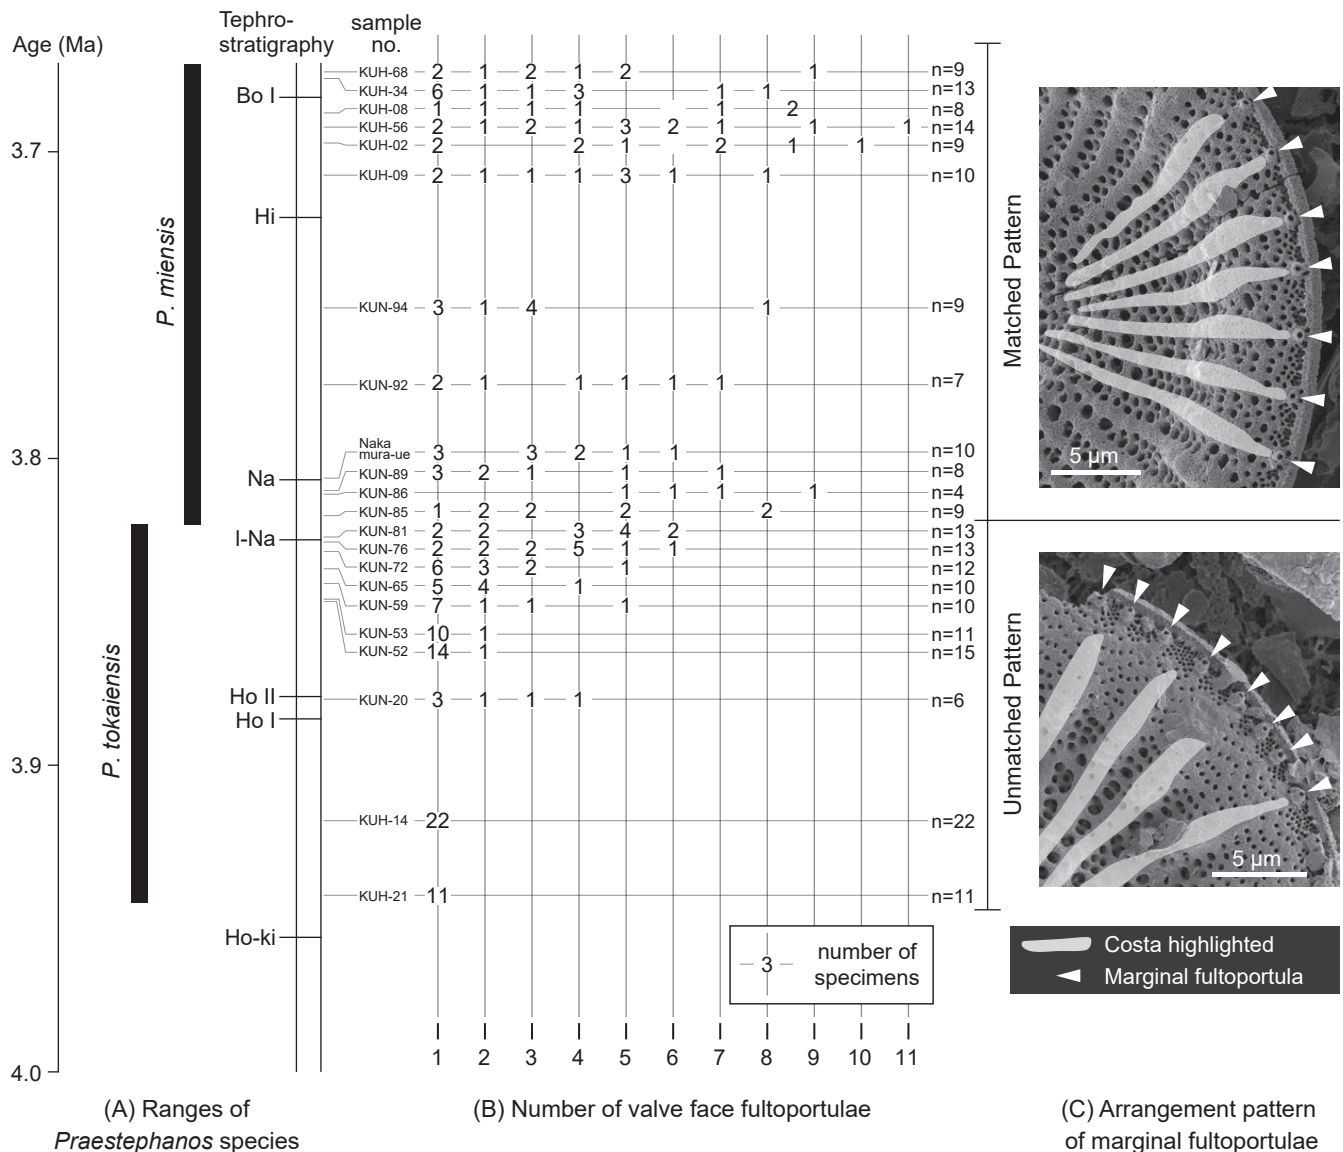 Age (Ma)
Tephro-
stratigraphy
sample
no.
KUH-68 2 1 2 1 2 1 n=9
Bo I
KUH-34 6 1 1 3 1 1 n=13
KUH-08 1 1 1 1 1 2 n=8
KUH-56 2 1 2 1 3 2 1 1 1 n=14
3.7
KUH-02 2 2 1 2 1 1 n=9
KUH-09 2 1 1 1 3 1 1 n=10
Hi
KUN-94 3 1 4 1 n=9
KUN-92 2 1 1 1 1 1 n=7
Naka
mura-ue 3 3 2 1 1 n=10
3.8
Na
KUN-89 3 2 1 1 1 n=8
KUN-86 1 1 1 1 n=4
KUN-85 1 2 2 2 2 n=9
KUN-81 2 2 3 4 2 n=13
I-Na
KUN-76 2 2 2 5 1 1 n=13
KUN-72 6 3 2 1 n=12
KUN-65 5 4 1 n=10
KUN-59 7 1 1 1 n=10
KUN-53 10 1 n=11
KUN-52 14 1 n=15
Ho II
KUN-20 3 1 1 1 n=6
Ho I
3.9
KUH-14 22 n=22
KUH-21 11 n=11
Ho-ki
4.0
P. miensis
P. tokaiensis
3 number of
specimens
1 2 3 4 5 6 7 8 9 10 11
Matched Pattern
5 µm
Unmatched Pattern
5 µm
Costa highlighted
Marginal fultoportula
(A) Ranges of
Praestephanos species
(B) Number of valve face fultoportulae
(C) Arrangement pattern
of marginal fultoportulae